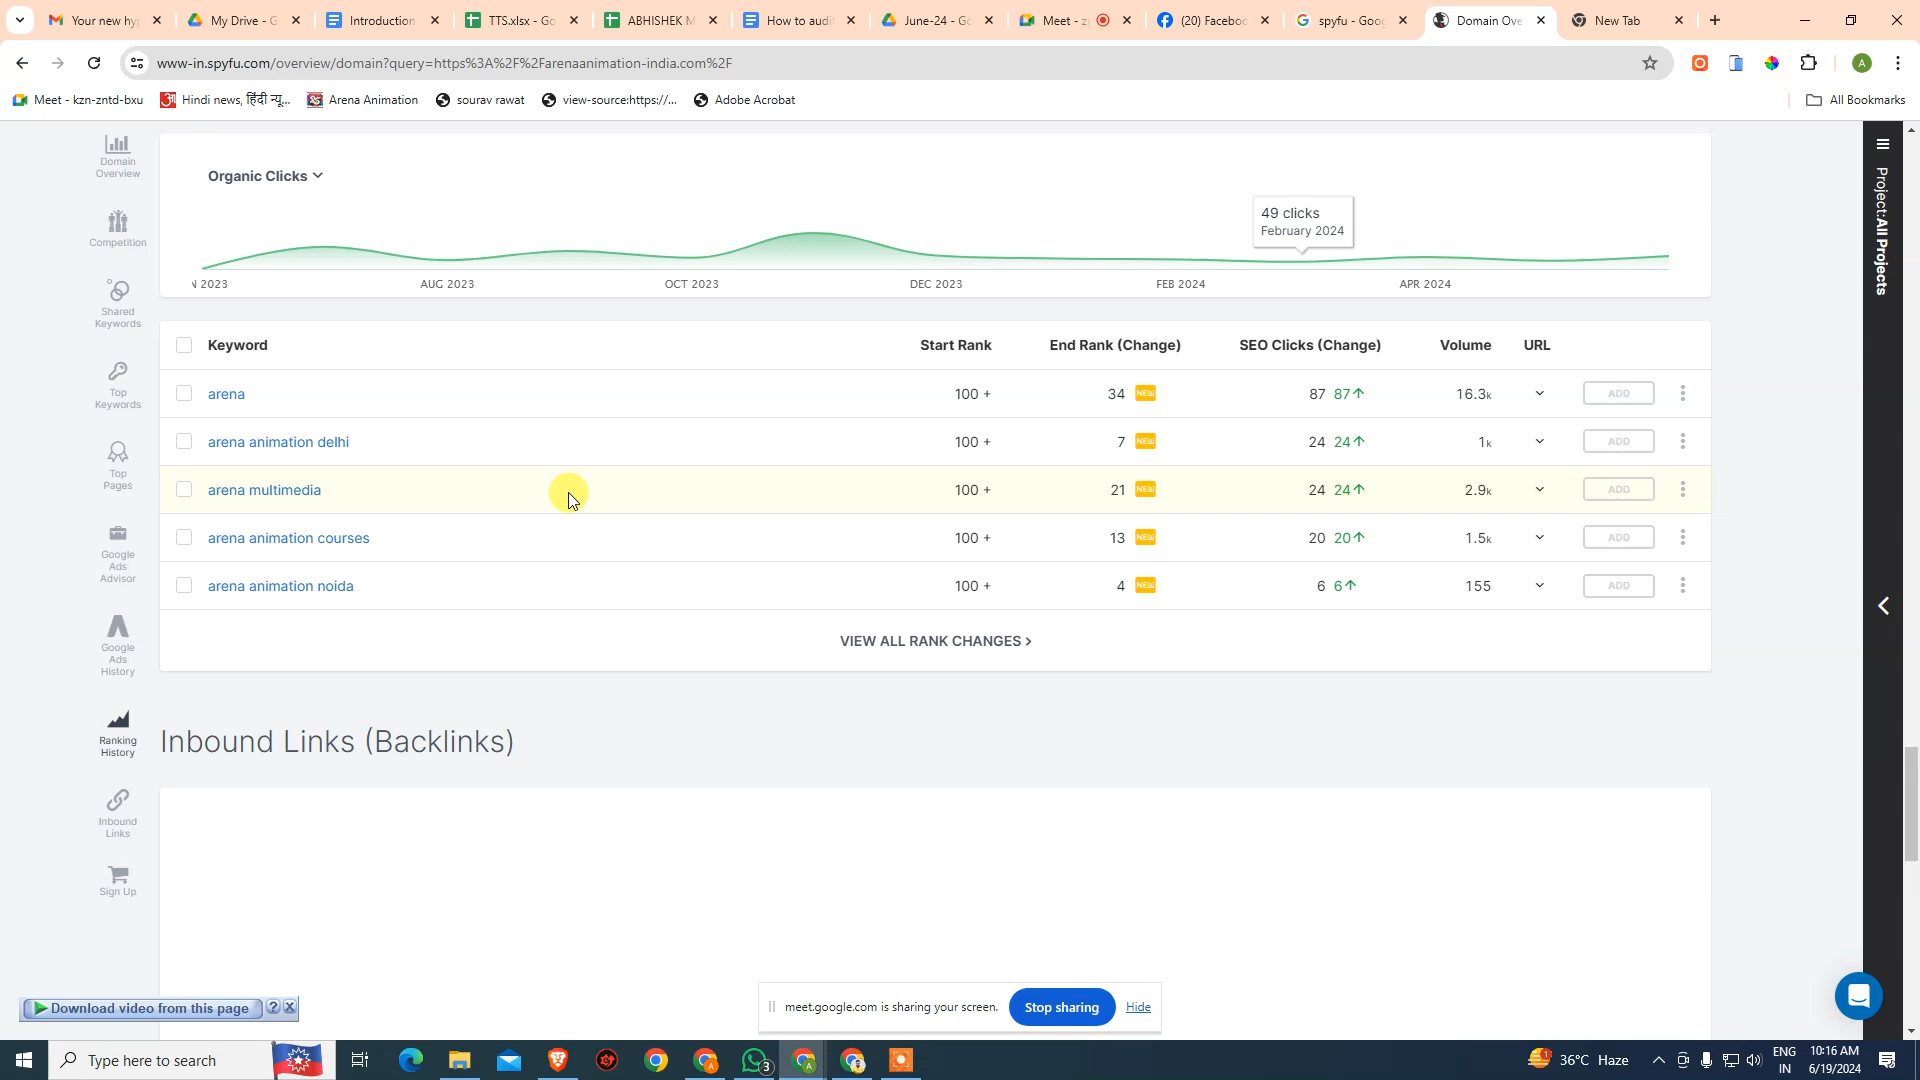 Your new hy
My Drive - G
Introduction
TTS.xlsx - Go
ABHISHEK M
How to audi
June-24 - Go
Meet - z
(20) Faceboo
spyfu - Goog
Domain Ove
New Tab
www-in.spyfu.com/overview/domain?query=https%3A%2F%2Farenaanimation-india.com%2F
A
Meet - kzn-zntd-bxu
Hindi news, हिंदी न्यू...
Arena Animation
sourav rawat
view-source:https://...
Adobe Acrobat
All Bookmarks
Domain
Overview
Competition
Shared
Keywords
Top
Keywords
Top
Pages
Google
Ads
Advisor
Google
Ads
History
Ranking
History
Inbound
Links
Sign Up
Organic Clicks
49 clicks
February 2024
N 2023 AUG 2023 OCT 2023 DEC 2023 FEB 2024 APR 2024
Keyword Start Rank End Rank (Change) SEO Clicks (Change) Volume URL
arena 100 + 34 NEW 87 87↑ 16.3k ADD
arena animation delhi 100 + 7 NEW 24 24↑ 1k ADD
arena multimedia 100 + 21 NEW 24 24↑ 2.9k ADD
arena animation courses 100 + 13 NEW 20 20↑ 1.5k ADD
arena animation noida 100 + 4 NEW 6 6↑ 155 ADD
VIEW ALL RANK CHANGES >
Inbound Links (Backlinks)
Project:All Projects
Download video from this page ?
meet.google.com is sharing your screen. Stop sharing Hide
Type here to search
3
1
36°C Haze
ENG
IN
10:16 AM
6/19/2024